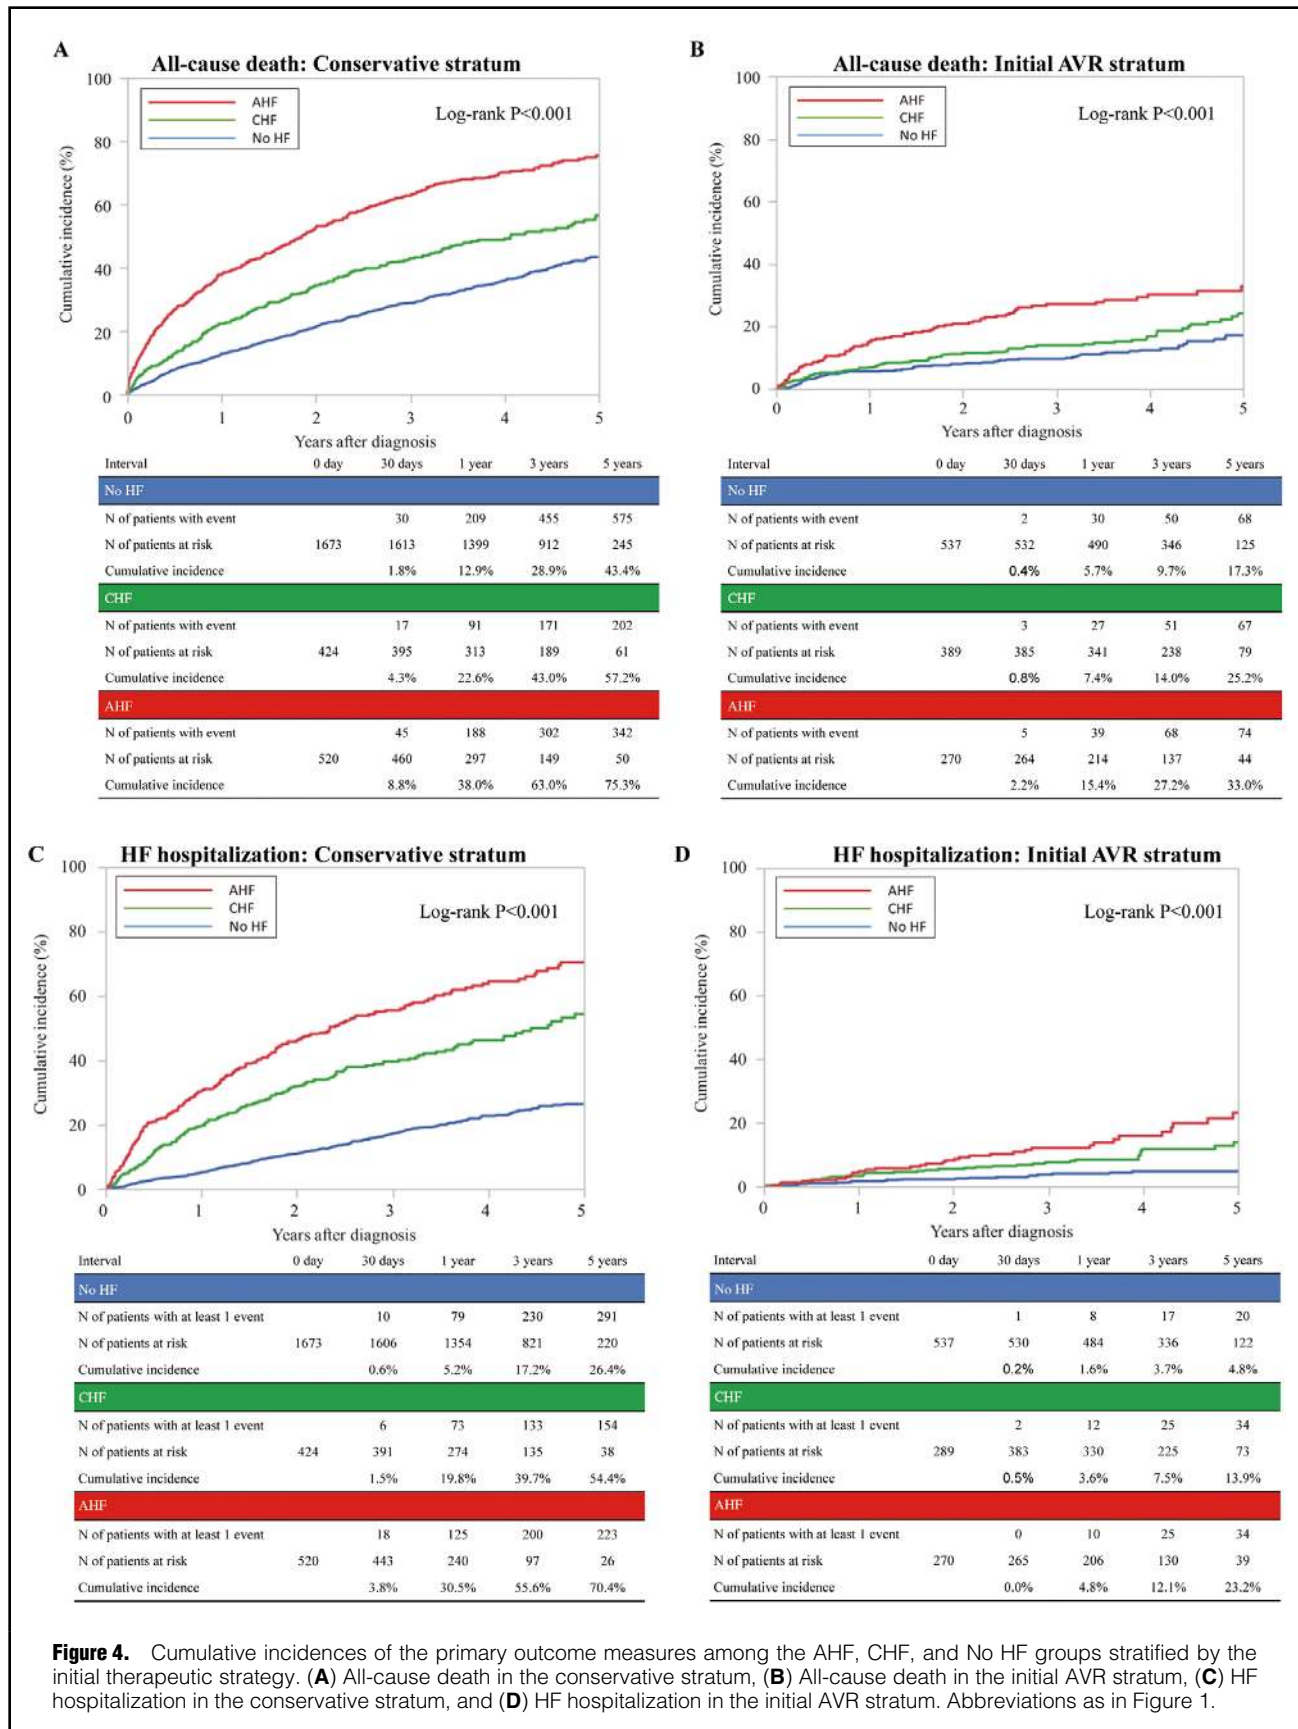 A
All-cause death: Conservative stratum
100
80
60
40
20
0
Cumulative incidence (%)
AHF
CHF
No HF
Log-rank P<0.001
0 1 2 3 4 5
Years after diagnosis
Interval 0 day 30 days 1 year 3 years 5 years
No HF
N of patients with event 30 209 455 575
N of patients at risk 1673 1613 1399 912 245
Cumulative incidence 1.8% 12.9% 28.9% 43.4%
CHF
N of patients with event 17 91 171 202
N of patients at risk 424 395 313 189 61
Cumulative incidence 4.3% 22.6% 43.0% 57.2%
AHF
N of patients with event 45 188 302 342
N of patients at risk 520 460 297 149 50
Cumulative incidence 8.8% 38.0% 63.0% 75.3%
B
All-cause death: Initial AVR stratum
100
80
60
40
20
0
Cumulative incidence (%)
AHF
CHF
No HF
Log-rank P<0.001
0 1 2 3 4 5
Years after diagnosis
Interval 0 day 30 days 1 year 3 years 5 years
No HF
N of patients with event 2 30 50 68
N of patients at risk 537 532 490 346 125
Cumulative incidence 0.4% 5.7% 9.7% 17.3%
CHF
N of patients with event 3 27 51 67
N of patients at risk 389 385 341 238 79
Cumulative incidence 0.8% 7.4% 14.0% 25.2%
AHF
N of patients with event 5 39 68 74
N of patients at risk 270 264 214 137 44
Cumulative incidence 2.2% 15.4% 27.2% 33.0%
C
HF hospitalization: Conservative stratum
100
80
60
40
20
0
Cumulative incidence (%)
AHF
CHF
No HF
Log-rank P<0.001
0 1 2 3 4 5
Years after diagnosis
Interval 0 day 30 days 1 year 3 years 5 years
No HF
N of patients with at least 1 event 10 79 230 291
N of patients at risk 1673 1606 1354 821 220
Cumulative incidence 0.6% 5.2% 17.2% 26.4%
CHF
N of patients with at least 1 event 6 73 133 154
N of patients at risk 424 391 274 135 38
Cumulative incidence 1.5% 19.8% 39.7% 54.4%
AHF
N of patients with at least 1 event 18 125 200 223
N of patients at risk 520 443 240 97 26
Cumulative incidence 3.8% 30.5% 55.6% 70.4%
D
HF hospitalization: Initial AVR stratum
100
80
60
40
20
0
Cumulative incidence (%)
AHF
CHF
No HF
Log-rank P<0.001
0 1 2 3 4 5
Years after diagnosis
Interval 0 day 30 days 1 year 3 years 5 years
No HF
N of patients with at least 1 event 1 8 17 20
N of patients at risk 537 530 484 336 122
Cumulative incidence 0.2% 1.6% 3.7% 4.8%
CHF
N of patients with at least 1 event 2 12 25 34
N of patients at risk 289 383 330 225 73
Cumulative incidence 0.5% 3.6% 7.5% 13.9%
AHF
N of patients with at least 1 event 0 10 25 34
N of patients at risk 270 265 206 130 39
Cumulative incidence 0.0% 4.8% 12.1% 23.2%
Figure 4. Cumulative incidences of the primary outcome measures among the AHF, CHF, and No HF groups stratified by the
initial therapeutic strategy. (A) All-cause death in the conservative stratum, (B) All-cause death in the initial AVR stratum, (C) HF
hospitalization in the conservative stratum, and (D) HF hospitalization in the initial AVR stratum. Abbreviations as in Figure 1.